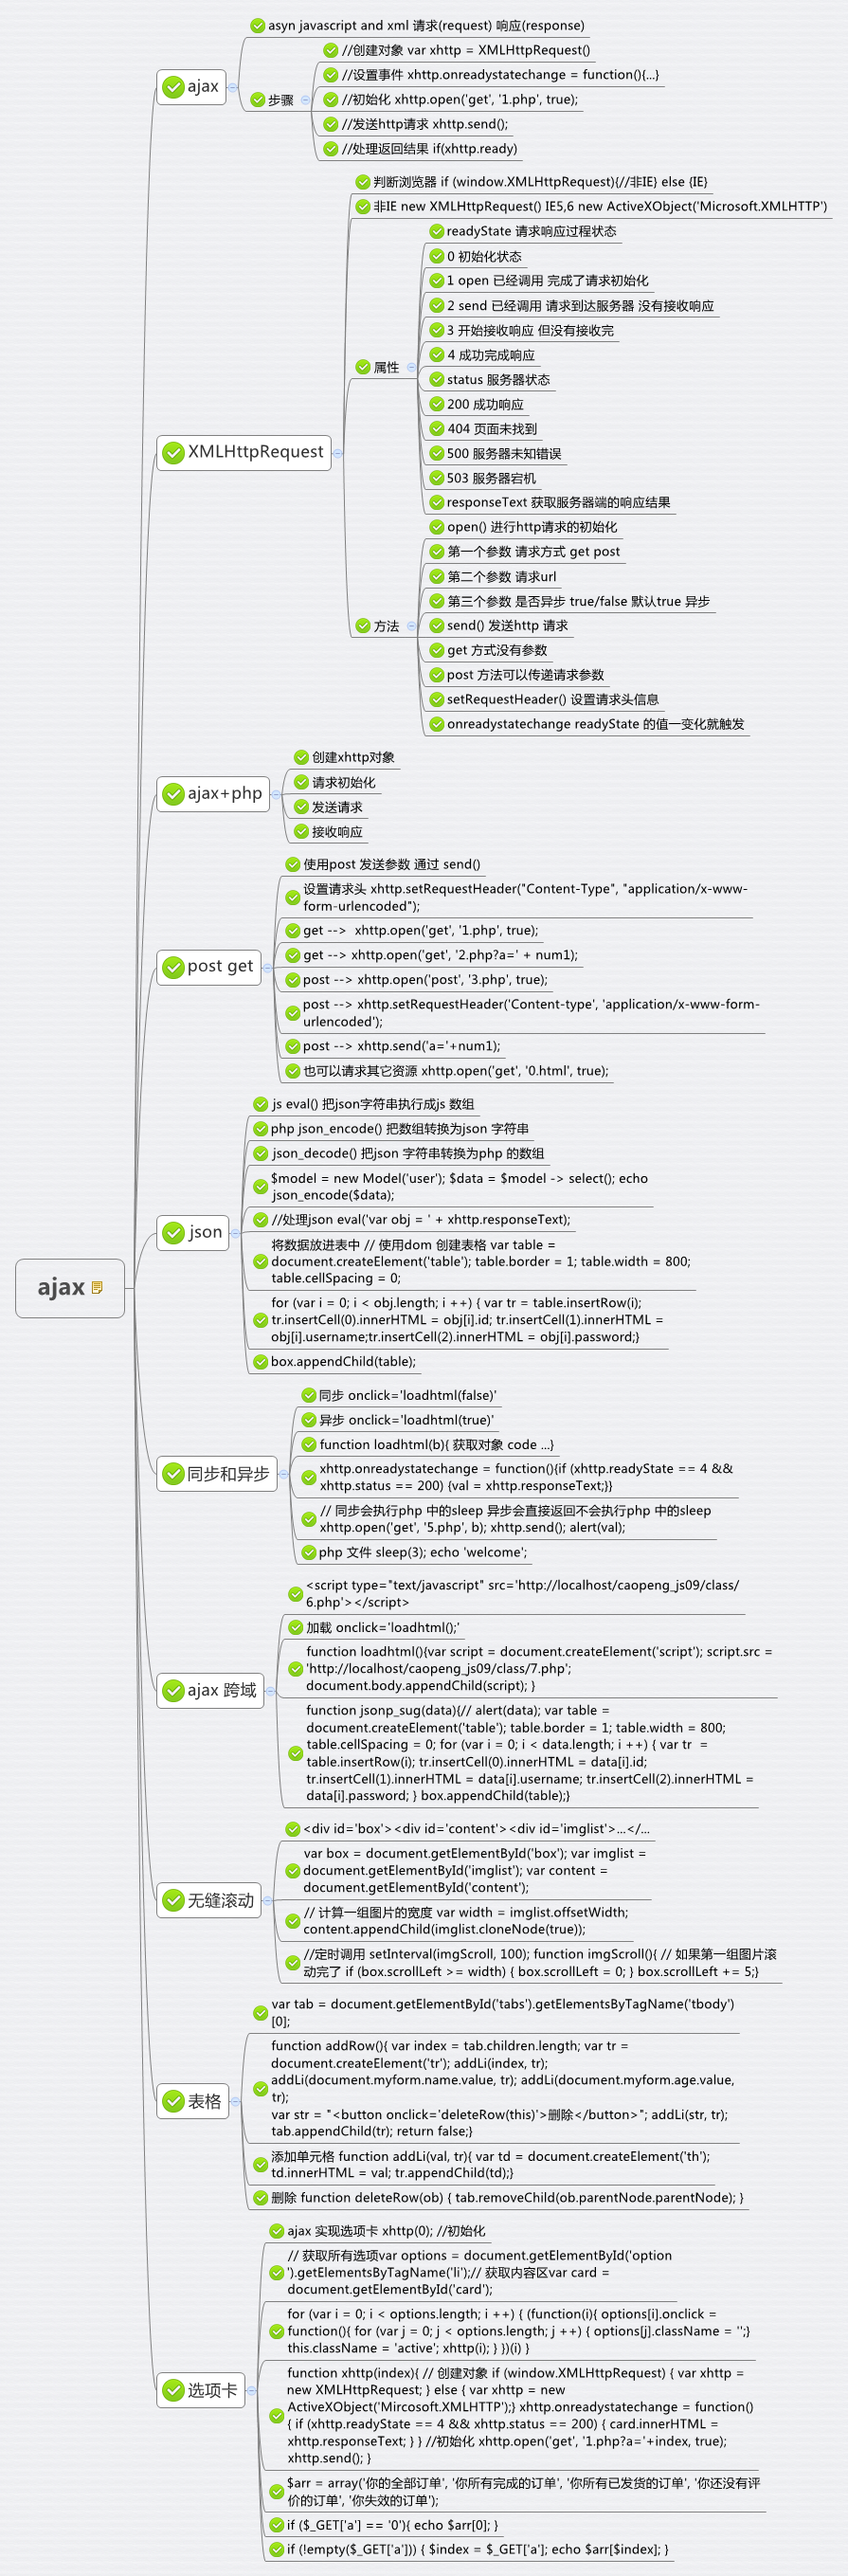 ajax
ajax
asyn javascript and xml 请求(request) 响应(response)
步骤
//创建对象 var xhttp = XMLHttpRequest()
//设置事件 xhttp.onreadystatechange = function(){...}
//初始化 xhttp.open('get', '1.php', true);
//发送http请求 xhttp.send();
//处理返回结果 if(xhttp.ready)
XMLHttpRequest
判断浏览器 if (window.XMLHttpRequest){//非IE} else {IE}
非IE new XMLHttpRequest() IE5,6 new ActiveXObject('Microsoft.XMLHTTP')
属性
readyState 请求响应过程状态
0 初始化状态
1 open 已经调用 完成了请求初始化
2 send 已经调用 请求到达服务器 没有接收响应
3 开始接收响应 但没有接收完
4 成功完成响应
status 服务器状态
200 成功响应
404 页面未找到
500 服务器未知错误
503 服务器宕机
responseText 获取服务器端的响应结果
方法
open() 进行http请求的初始化
第一个参数 请求方式 get post
第二个参数 请求url
第三个参数 是否异步 true/false 默认true 异步
send() 发送http 请求
get 方式没有参数
post 方法可以传递请求参数
setRequestHeader() 设置请求头信息
onreadystatechange readyState 的值一变化就触发
ajax+php
创建xhttp对象
请求初始化
发送请求
接收响应
post get
使用post 发送参数 通过 send()
设置请求头 xhttp.setRequestHeader("Content-Type", "application/x-www-
form-urlencoded");
get -->  xhttp.open('get', '1.php', true);
get --> xhttp.open('get', '2.php?a=' + num1);
post --> xhttp.open('post', '3.php', true);
post --> xhttp.setRequestHeader('Content-type', 'application/x-www-form-
urlencoded');
post --> xhttp.send('a='+num1);
也可以请求其它资源 xhttp.open('get', '0.html', true);
json
js eval() 把json字符串执行成js 数组
php json_encode() 把数组转换为json 字符串
json_decode() 把json 字符串转换为php 的数组
$model = new Model('user'); $data = $model -> select(); echo
json_encode($data);
//处理json eval('var obj = ' + xhttp.responseText);
将数据放进表中 // 使用dom 创建表格 var table =
document.createElement('table'); table.border = 1; table.width = 800;
table.cellSpacing = 0;
for (var i = 0; i < obj.length; i ++) { var tr = table.insertRow(i);
tr.insertCell(0).innerHTML = obj[i].id; tr.insertCell(1).innerHTML =
obj[i].username;tr.insertCell(2).innerHTML = obj[i].password;}
box.appendChild(table);
同步和异步
同步 onclick='loadhtml(false)'
异步 onclick='loadhtml(true)'
function loadhtml(b){ 获取对象 code ...}
xhttp.onreadystatechange = function(){if (xhttp.readyState == 4 &&
xhttp.status == 200) {val = xhttp.responseText;}}
// 同步会执行php 中的sleep 异步会直接返回不会执行php 中的sleep
xhttp.open('get', '5.php', b); xhttp.send(); alert(val);
php 文件 sleep(3); echo 'welcome';
ajax 跨域
<script type="text/javascript" src='http://localhost/caopeng_js09/class/
6.php'></script>
加载 onclick='loadhtml();'
function loadhtml(){var script = document.createElement('script'); script.src =
'http://localhost/caopeng_js09/class/7.php';
document.body.appendChild(script); }
function jsonp_sug(data){// alert(data); var table =
document.createElement('table'); table.border = 1; table.width = 800;
table.cellSpacing = 0; for (var i = 0; i < data.length; i ++) { var tr  =
table.insertRow(i); tr.insertCell(0).innerHTML = data[i].id;
tr.insertCell(1).innerHTML = data[i].username; tr.insertCell(2).innerHTML =
data[i].password; } box.appendChild(table);}
无缝滚动
<div id='box'><div id='content'><div id='imglist'>...</...
var box = document.getElementById('box'); var imglist =
document.getElementById('imglist'); var content =
document.getElementById('content');
// 计算一组图片的宽度 var width = imglist.offsetWidth;
content.appendChild(imglist.cloneNode(true));
//定时调用 setInterval(imgScroll, 100); function imgScroll(){ // 如果第一组图片滚
动完了 if (box.scrollLeft >= width) { box.scrollLeft = 0; } box.scrollLeft += 5;}
表格
var tab = document.getElementById('tabs').getElementsByTagName('tbody')
[0];
function addRow(){ var index = tab.children.length; var tr =
document.createElement('tr'); addLi(index, tr);
addLi(document.myform.name.value, tr); addLi(document.myform.age.value,
tr);
var str = "<button onclick='deleteRow(this)'>删除</button>"; addLi(str, tr);
tab.appendChild(tr); return false;}
添加单元格 function addLi(val, tr){ var td = document.createElement('th');
td.innerHTML = val; tr.appendChild(td);}
删除 function deleteRow(ob) { tab.removeChild(ob.parentNode.parentNode); }
选项卡
ajax 实现选项卡 xhttp(0); //初始化
// 获取所有选项var options = document.getElementById('option
').getElementsByTagName('li');// 获取内容区var card =
document.getElementById('card');
for (var i = 0; i < options.length; i ++) { (function(i){ options[i].onclick =
function(){ for (var j = 0; j < options.length; j ++) { options[j].className = '';}
this.className = 'active'; xhttp(i); } })(i) }
function xhttp(index){ // 创建对象 if (window.XMLHttpRequest) { var xhttp =
new XMLHttpRequest; } else { var xhttp = new
ActiveXObject('Mircosoft.XMLHTTP');} xhttp.onreadystatechange = function()
{ if (xhttp.readyState == 4 && xhttp.status == 200) { card.innerHTML =
xhttp.responseText; } } //初始化 xhttp.open('get', '1.php?a='+index, true);
xhttp.send(); }
$arr = array('你的全部订单', '你所有完成的订单', '你所有已发货的订单', '你还没有评
价的订单', '你失效的订单');
if ($_GET['a'] == '0'){ echo $arr[0]; }
if (!empty($_GET['a'])) { $index = $_GET['a']; echo $arr[$index]; }